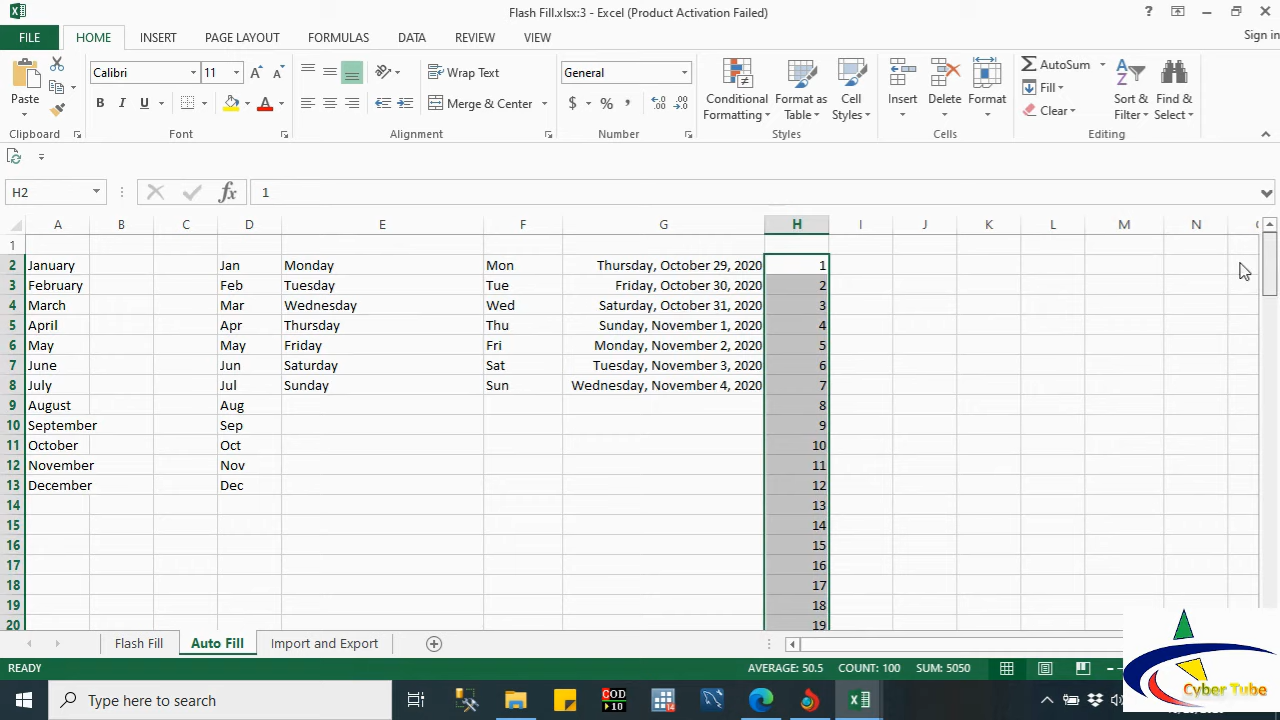 Flash Fill.xlsx:3 - Excel (Product Activation Failed)
FILE HOME INSERT PAGE LAYOUT FORMULAS DATA REVIEW VIEW Sign in
Calibri 11 Wrap Text General AutoSum
Paste Merge & Center Conditional Formatting Format as Table Cell Styles Insert Delete Format Fill Clear Sort & Filter Find & Select
Clipboard Font Alignment Number Styles Cells Editing
H2 fx 1
A B C D E F G H I J K L M N
1
2 January Jan Monday Mon Thursday, October 29, 2020 1
3 February Feb Tuesday Tue Friday, October 30, 2020 2
4 March Mar Wednesday Wed Saturday, October 31, 2020 3
5 April Apr Thursday Thu Sunday, November 1, 2020 4
6 May May Friday Fri Monday, November 2, 2020 5
7 June Jun Saturday Sat Tuesday, November 3, 2020 6
8 July Jul Sunday Sun Wednesday, November 4, 2020 7
9 August Aug 8
10 September Sep 9
11 October Oct 10
12 November Nov 11
13 December Dec 12
14 13
15 14
16 15
17 16
18 17
19 18
20 19
Flash Fill Auto Fill Import and Export
READY AVERAGE: 50.5 COUNT: 100 SUM: 5050
Type here to search
Cyber Tube